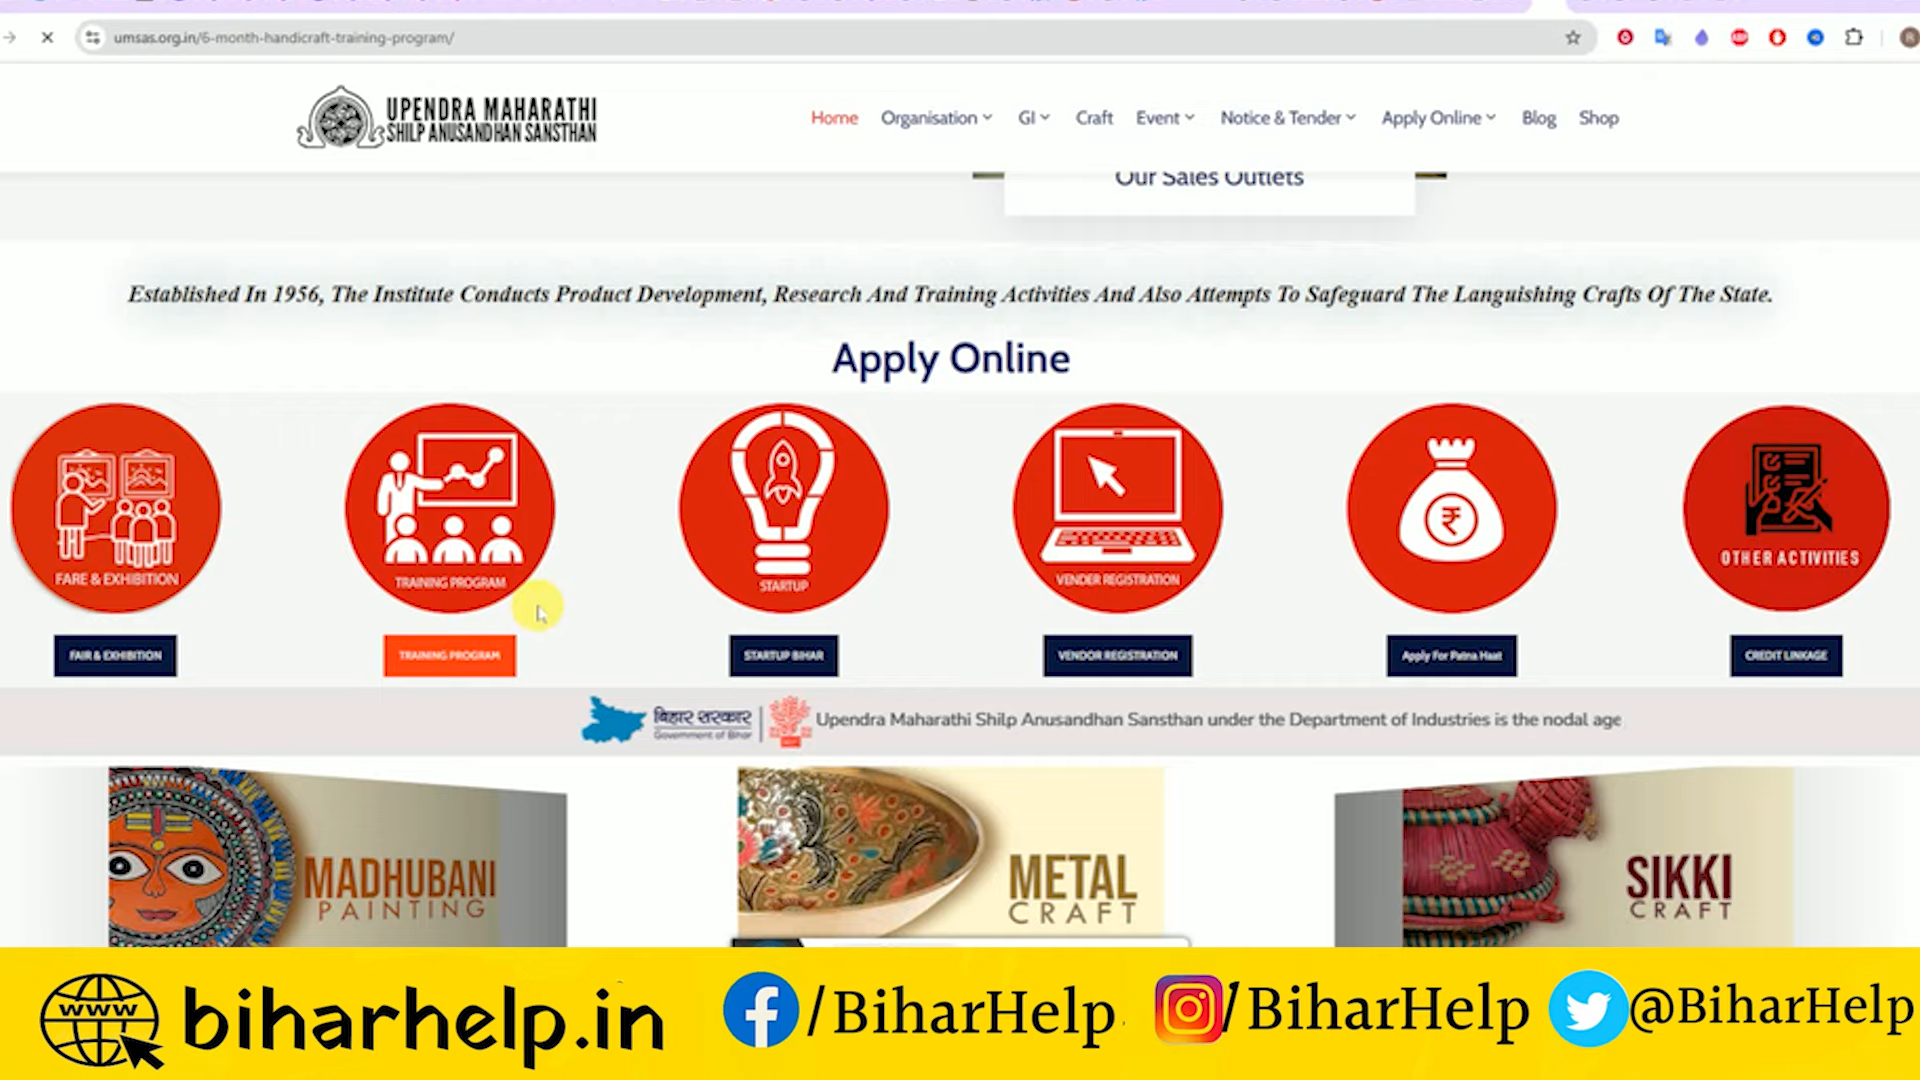 umsas.org.in/6-month-handicraft-training-program/
UPENDRA MAHARATHI
SHILP ANUSANDHAN SANSTHAN
Home Organisation GI Craft Event Notice & Tender Apply Online Blog Shop
Our Sales Outlets
Established In 1956, The Institute Conducts Product Development, Research And Training Activities And Also Attempts To Safeguard The Languishing Crafts Of The State.
Apply Online
FARE & EXHIBITION
TRAINING PROGRAM
STARTUP
VENDER REGISTRATION
₹
OTHER ACTIVITIES
FAIR & EXHIBITION
TRAINING PROGRAM
STARTUP BIHAR
VENDOR REGISTRATION
Apply For Patna Haat
CREDIT LINKAGE
बिहार सरकार
Government of Bihar
Upendra Maharathi Shilp Anusandhan Sansthan under the Department of Industries is the nodal age
MADHUBANI
PAINTING
METAL
CRAFT
SIKKI
CRAFT
www
biharhelp.in
/BiharHelp
/BiharHelp
@BiharHelp